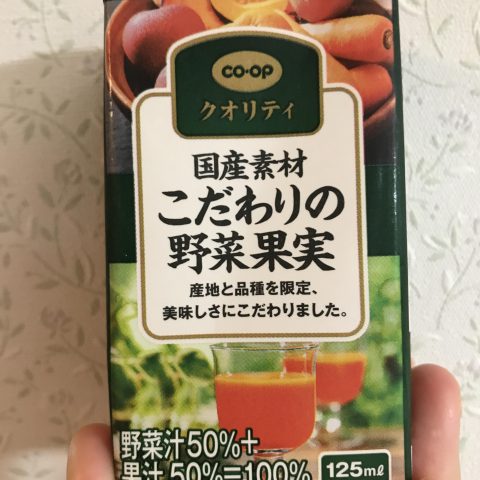 CO·OP
クオリティ
国産素材
こだわりの
野菜果実
産地と品種を限定、
美味しさにこだわりました。
野菜汁50%+
果汁50%=100%
125ml